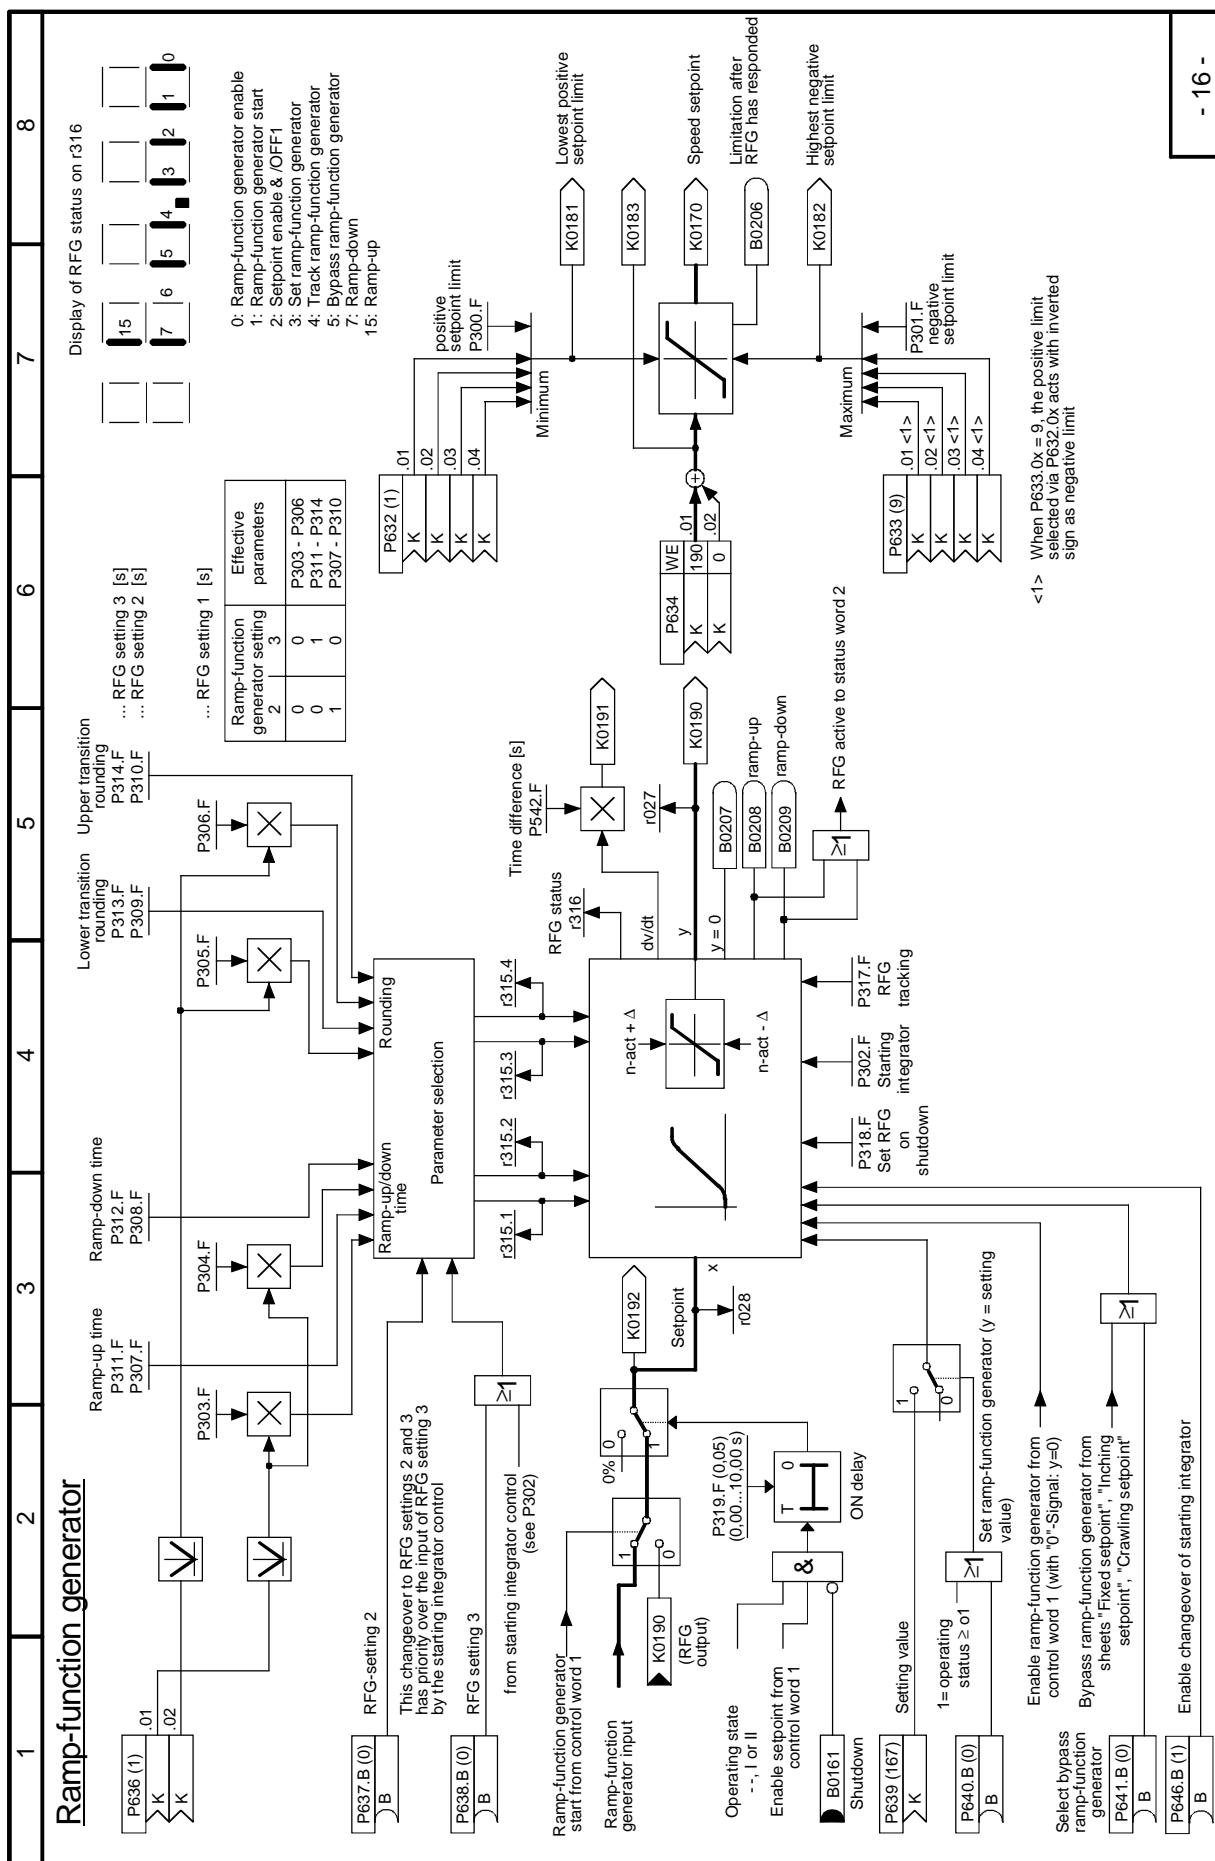 1
2
3
4
5
6
7
8
Ramp-function generator
P636 (1)
K
K
.01
.02
Ramp-up time
P311.F
P307.F
P303.F
Ramp-down time
P312.F
P308.F
P304.F
Lower transition
rounding
P313.F
P309.F
P305.F
Upper transition
rounding
P314.F
P310.F
P306.F
... RFG setting 3 [s]
... RFG setting 2 [s]
... RFG setting 1 [s]
Ramp-function
generator setting
2 3
Effective
parameters
0 0 P303 - P306
0 1 P311 - P314
1 0 P307 - P310
Display of RFG status on r316
15
7 6 5 4 3 2 1 0
0: Ramp-function generator enable
1: Ramp-function generator start
2: Setpoint enable & /OFF1
3: Set ramp-function generator
4: Track ramp-function generator
5: Bypass ramp-function generator
7: Ramp-down
15: Ramp-up
P637.B (0)
B
RFG-setting 2
This changeover to RFG settings 2 and 3
has priority over the input of RFG setting 3
by the starting integrator control
P638.B (0)
B
RFG setting 3
from starting integrator control
(see P302)
≥1
Ramp-up/down
time
Parameter selection
Rounding
r315.1
r315.2
r315.3
r315.4
Ramp-function generator
start from control word 1
Ramp-function
generator input
K0190
(RFG
output)
1
0
0%
0
1
K0192
Setpoint
r028
x
n-act + Δ
n-act - Δ
RFG status
r316
dv/dt
Time difference [s]
P542.F
K0191
y
r027
K0190
y = 0
B0207
B0208
ramp-up
B0209
ramp-down
≥1
RFG active to status word 2
Operating state
--, I or II
Enable setpoint from
control word 1
B0161
Shutdown
&
P319.F (0,05)
(0,00...10,00 s)
T 0
ON delay
P318.F
Set RFG
on
shutdown
P302.F
Starting
integrator
P317.F
RFG
tracking
P639 (167)
K
Setting value
1
0
1= operating
status ≥ o1
P640.B (0)
B
≥1
Set ramp-function generator (y = setting
value)
Enable ramp-function generator from
control word 1 (with "0"-Signal: y=0)
Select bypass
ramp-function
generator
P641.B (0)
B
Bypass ramp-function generator from
sheets "Fixed setpoint", "Inching
setpoint", "Crawling setpoint"
≥1
P646.B (1)
B
Enable changeover of starting integrator
P632 (1)
K
K
K
K
.01
.02
.03
.04
positive
setpoint limit
P300.F
Minimum
K0181
Lowest positive
setpoint limit
K0183
P634
WE
K
190
K
0
.01
.02
+
K0170
Speed setpoint
B0206
Limitation after
RFG has responded
K0182
Highest negative
setpoint limit
Maximum
P301.F
negative
setpoint limit
P633 (9)
K
K
K
K
.01 <1>
.02 <1>
.03 <1>
.04 <1>
<1> When P633.0x = 9, the positive limit
selected via P632.0x acts with inverted
sign as negative limit
- 16 -